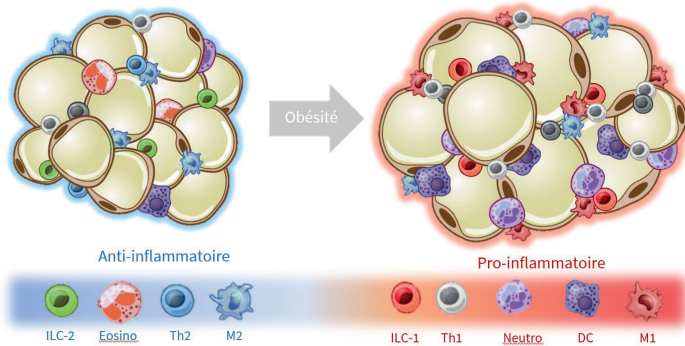 Obésité
Anti-inflammatoire
Pro-inflammatoire
ILC-2 Eosino Th2 M2
ILC-1 Th1 Neutro DC M1